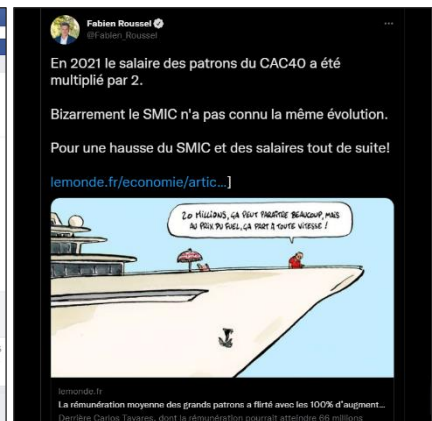 Fabien Roussel
@Fabien_Roussel
En 2021 le salaire des patrons du CAC40 a été
multiplié par 2.
Bizarrement le SMIC n'a pas connu la même évolution.
Pour une hausse du SMIC et des salaires tout de suite!
lemonde.fr/economie/artic...]
20 MILLIONS, ÇA PEUT PARAÎTRE BEAUCOUP, MAIS
AU PRIX DU FUEL, ÇA PART À TOUTE VITESSE !
lemonde.fr
La rémunération moyenne des grands patrons a flirté avec les 100% d'augment...
Derrière Carlos Tavares, dont la rémunération pourrait atteindre 66 millions